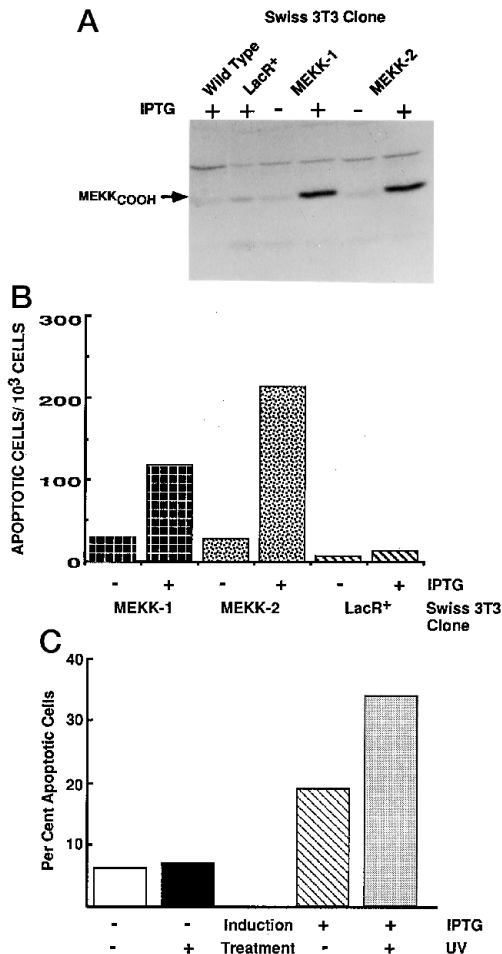 A
Swiss 3T3 Clone
Wild Type LacR+ MEKK-1 MEKK-2
IPTG + + - + - +
MEKKCOOH
B
APOPTOTIC CELLS/ 10³ CELLS
300
200
100
0
- + - + - + IPTG
MEKK-1 MEKK-2 LacR+ Swiss 3T3
Clone
C
Per Cent Apoptotic Cells
40
30
20
10
- - Induction + + IPTG
- + Treatment - + UV